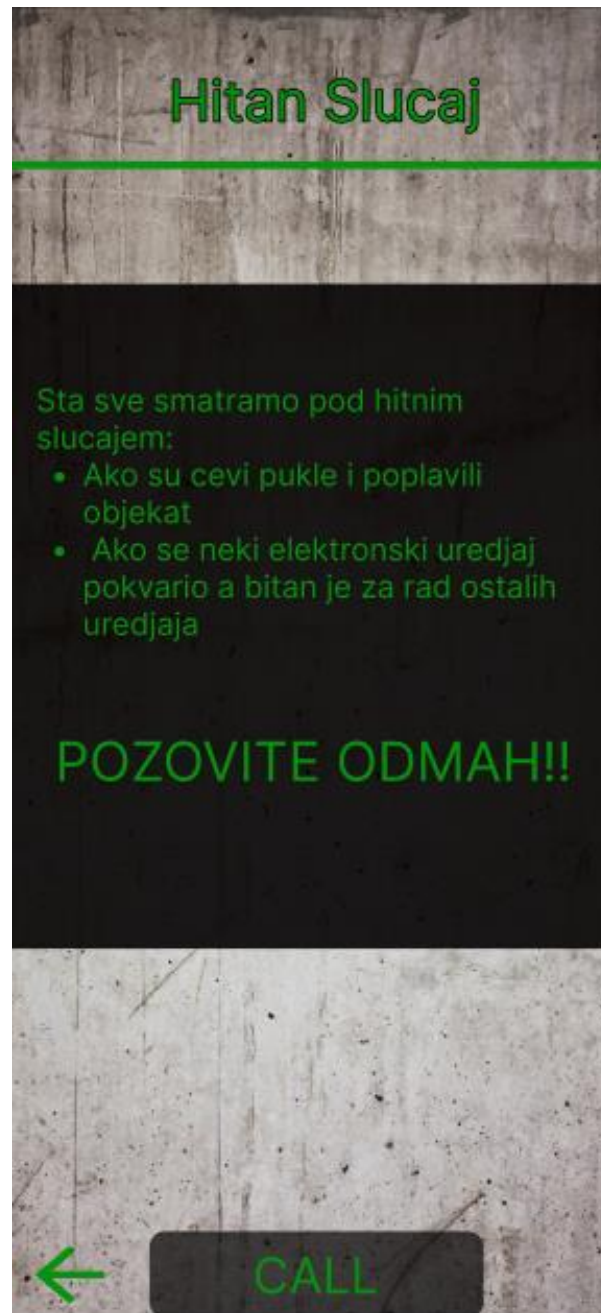 Hitan Slucaj
Sta sve smatramo pod hitnim
slucajem:
• Ako su cevi pukle i poplavili
objekat
• Ako se neki elektronski uredjaj
pokvario a bitan je za rad ostalih
uredjaja
POZOVITE ODMAH!!
CALL